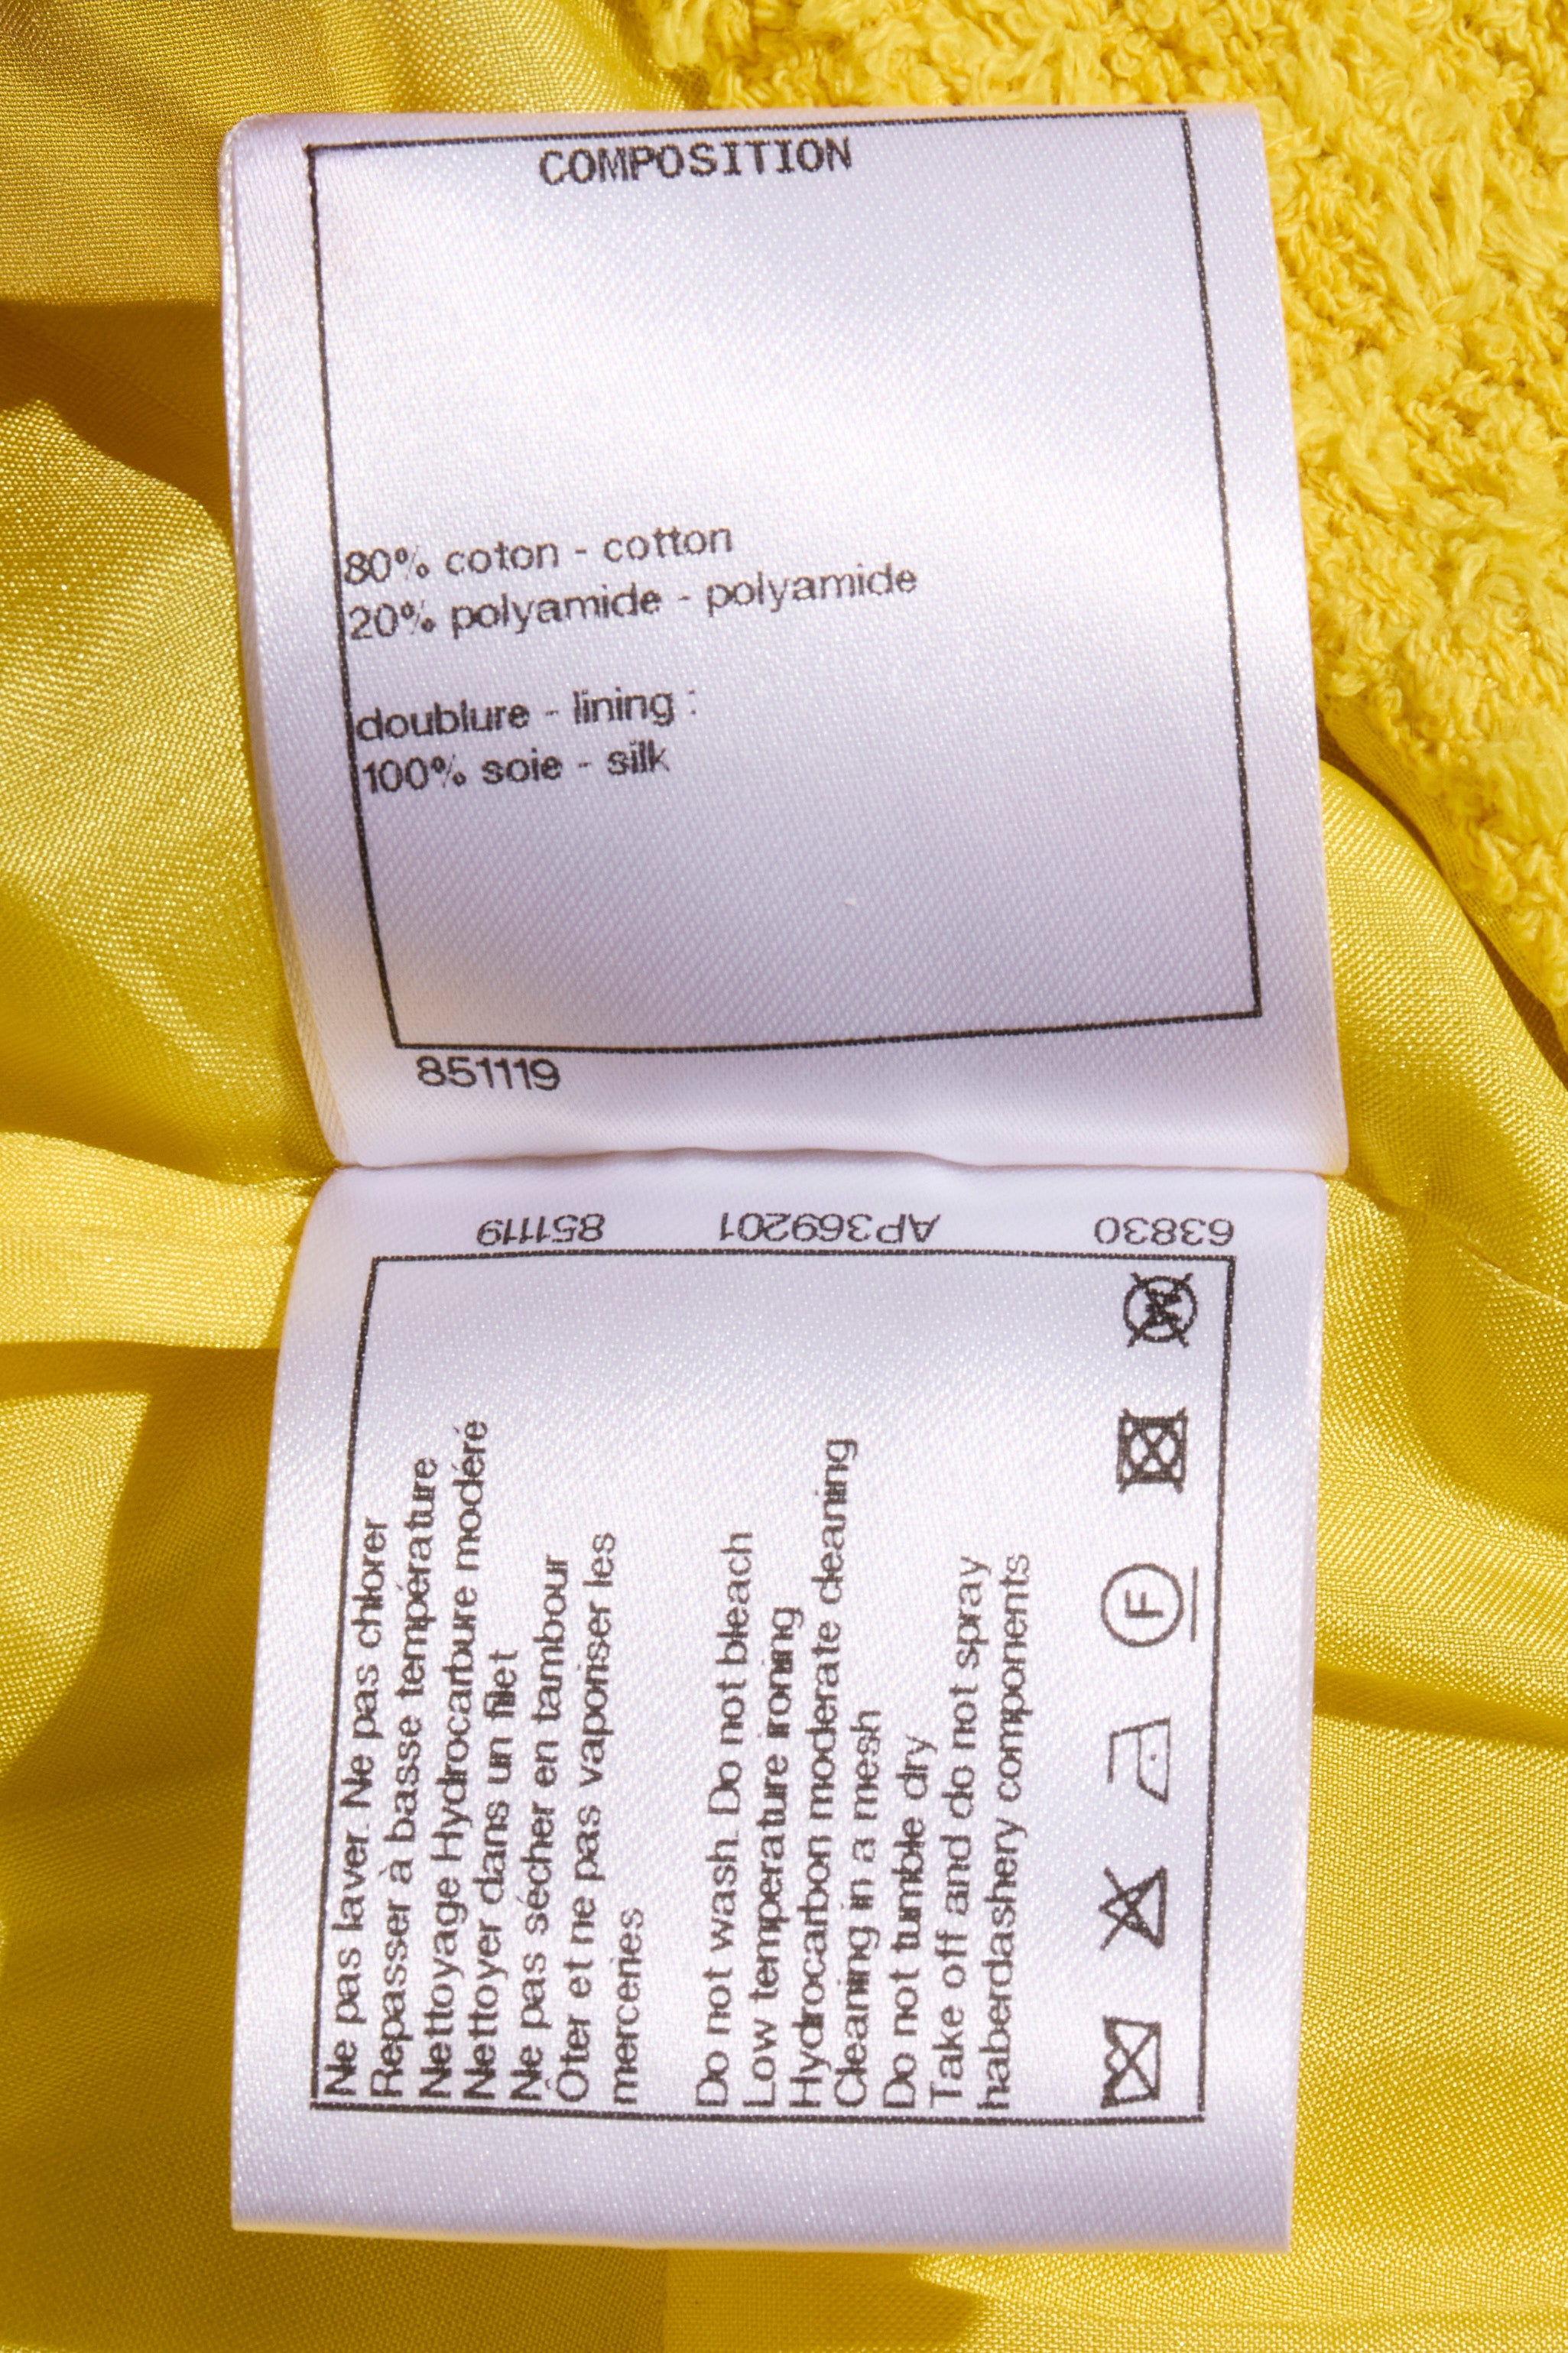 COMPOSITION
80% coton - cotton
20% polyamide - polyamide
doublure - lining :
100% soie - silk
851119
63830 AP369201 851119
Ne pas laver. Ne pas chlorer
Repasser à basse température
Nettoyage Hydrocarbure modéré
Nettoyer dans un filet
Ne pas sécher en tambour
Ôter et ne pas vaporiser les
merceries
Do not wash. Do not bleach
Low temperature ironing
Hydrocarbon moderate cleaning
Cleaning in a mesh
Do not tumble dry
Take off and do not spray
haberdashery components
F
W